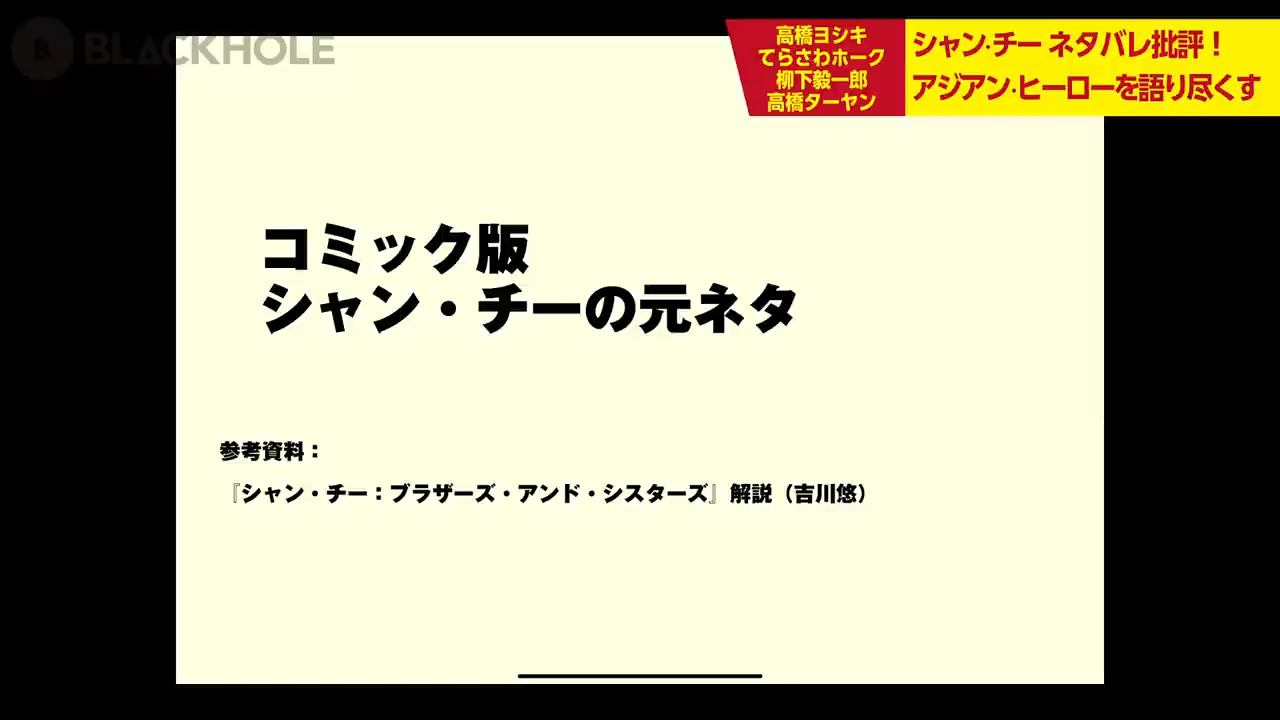 BLACKHOLE
高橋ヨシキ
てらさわホーク
柳下毅一郎
高橋ターヤン
シャン・チー ネタバレ批評！
アジアン・ヒーローを語り尽くす
コミック版
シャン・チーの元ネタ
参考資料：
『シャン・チー：ブラザーズ・アンド・シスターズ』解説（吉川悠）